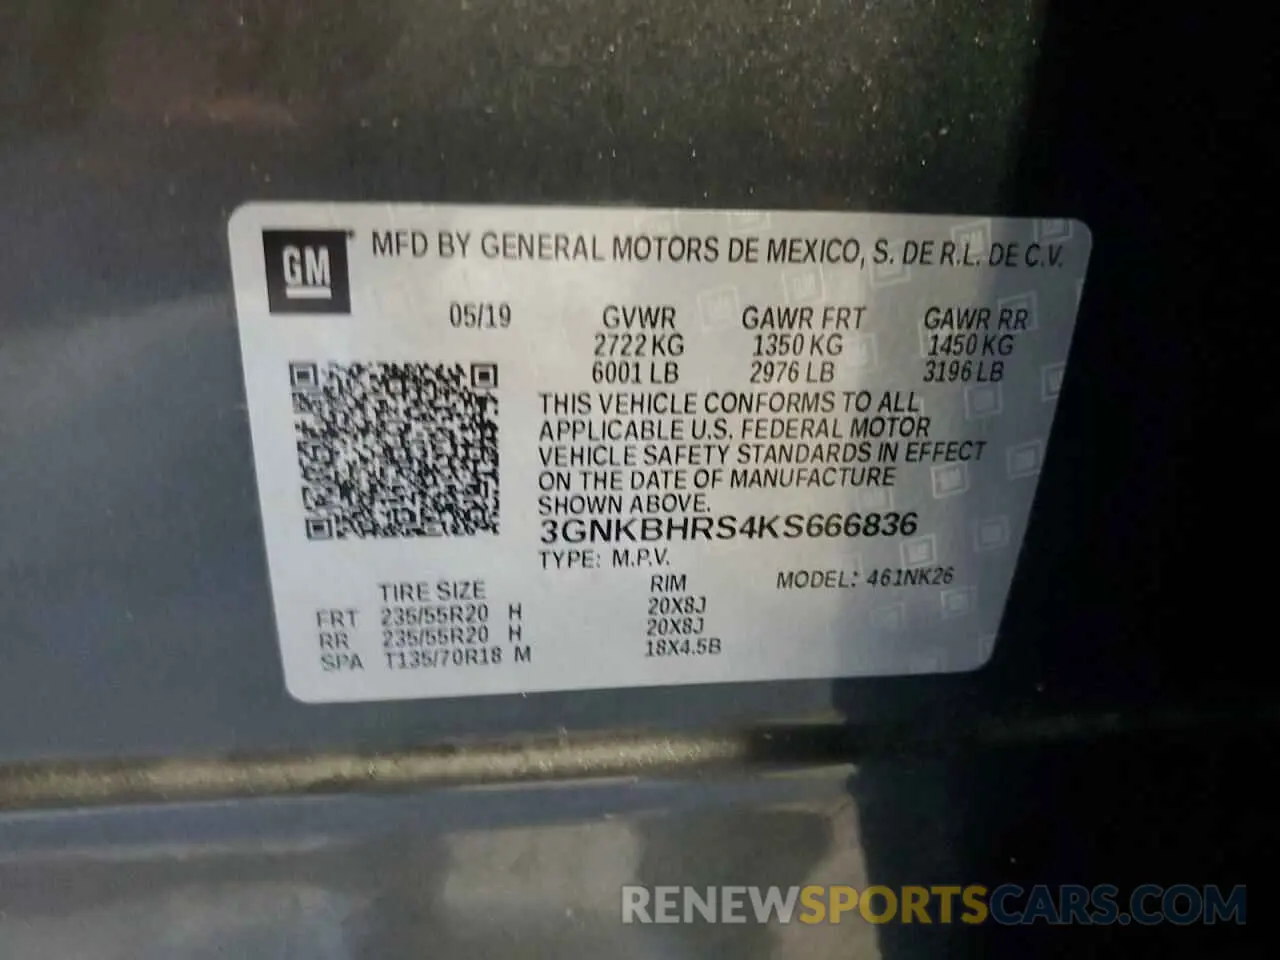 GM
MFD BY GENERAL MOTORS DE MEXICO, S. DE R.L. DE C.V.
05/19 GVWR GAWR FRT GAWR RR
2722 KG 1350 KG 1450 KG
6001 LB 2976 LB 3196 LB
THIS VEHICLE CONFORMS TO ALL
APPLICABLE U.S. FEDERAL MOTOR
VEHICLE SAFETY STANDARDS IN EFFECT
ON THE DATE OF MANUFACTURE
SHOWN ABOVE.
3GNKBHRS4KS666836
TYPE: M.P.V. MODEL: 461NK26
TIRE SIZE RIM
FRT 235/55R20 H 20X8J
RR 235/55R20 H 20X8J
SPA T135/70R18 M 18X4.5B
RENEWSPORTSCARS.COM